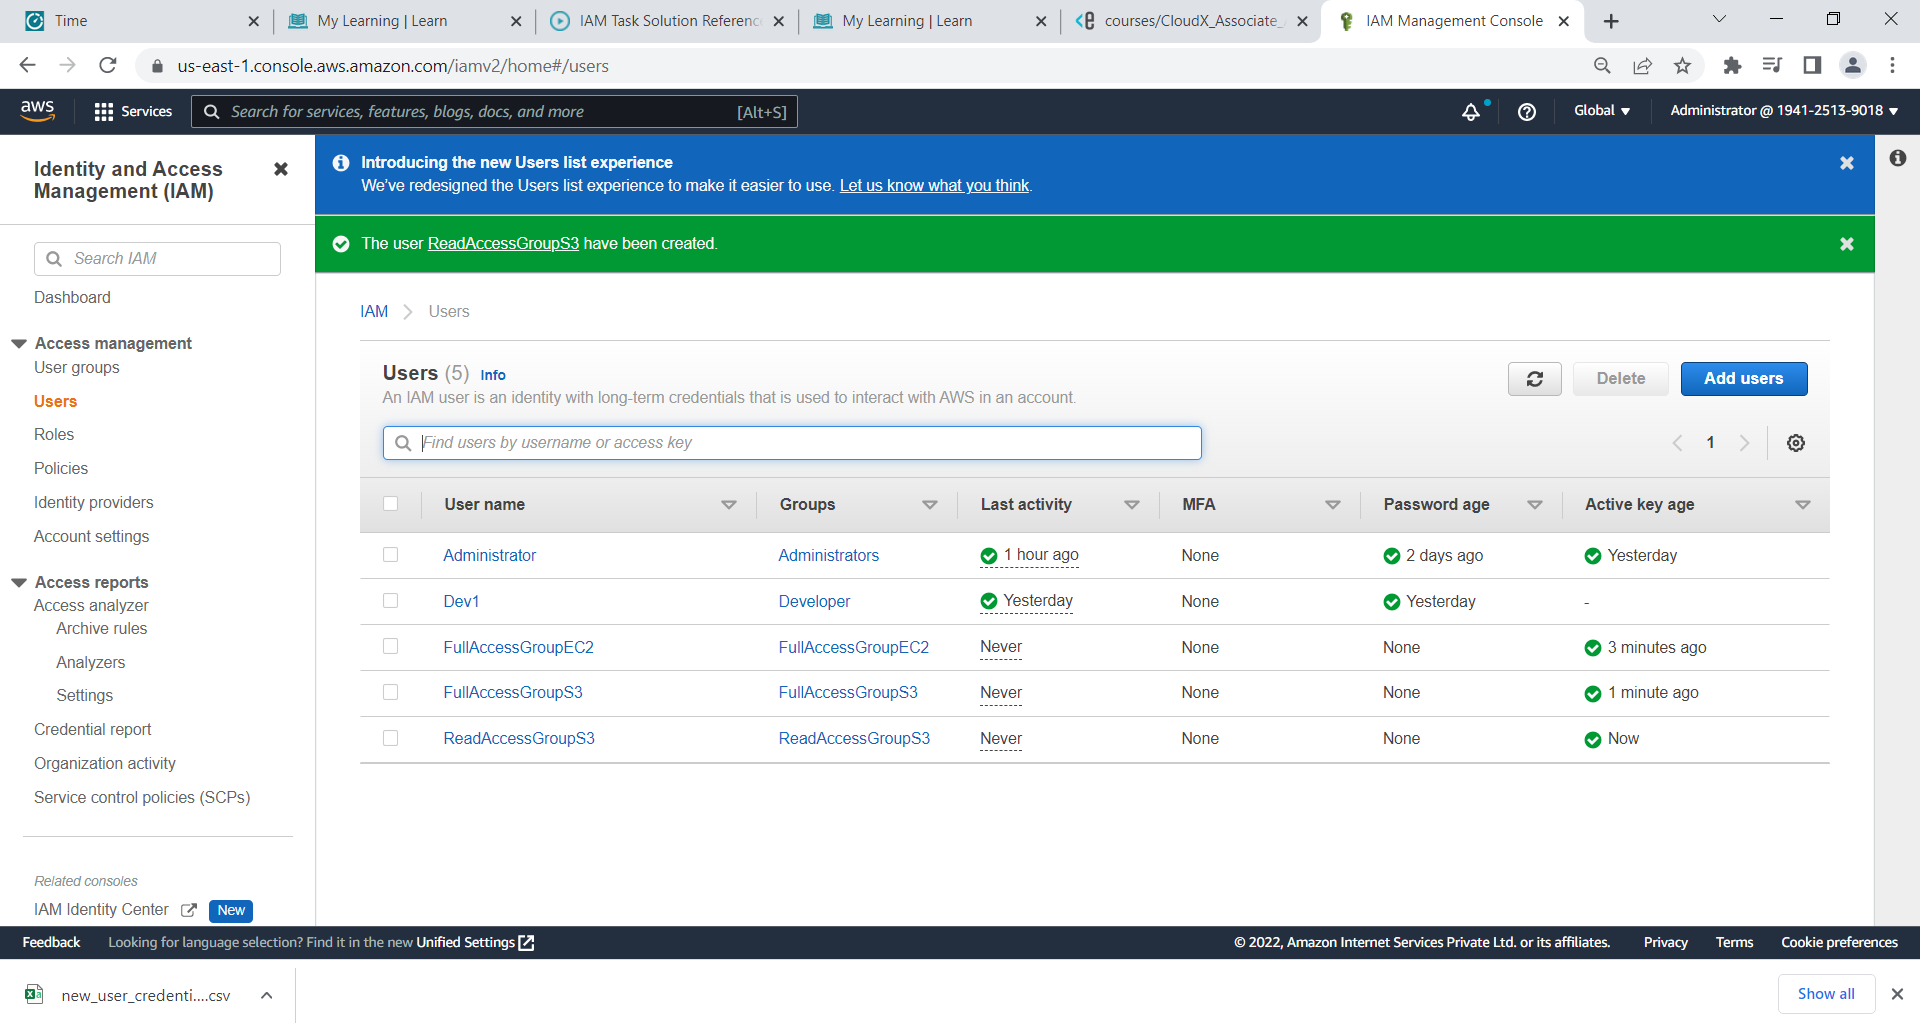 Time
My Learning | Learn
IAM Task Solution Referenc
My Learning | Learn
courses/CloudX_Associate_
IAM Management Console
us-east-1.console.aws.amazon.com/iamv2/home#/users
aws
Services
Search for services, features, blogs, docs, and more
[Alt+S]
Global
Administrator @ 1941-2513-9018
Identity and Access Management (IAM)
Search IAM
Dashboard
Access management
User groups
Users
Roles
Policies
Identity providers
Account settings
Access reports
Access analyzer
Archive rules
Analyzers
Settings
Credential report
Organization activity
Service control policies (SCPs)
Related consoles
IAM Identity Center New
Introducing the new Users list experience
We've redesigned the Users list experience to make it easier to use. Let us know what you think.
The user ReadAccessGroupS3 have been created.
IAM Users
Users (5) Info
An IAM user is an identity with long-term credentials that is used to interact with AWS in an account.
Delete
Add users
Find users by username or access key
1
User name Groups Last activity MFA Password age Active key age
Administrator Administrators 1 hour ago None 2 days ago Yesterday
Dev1 Developer Yesterday None Yesterday -
FullAccessGroupEC2 FullAccessGroupEC2 Never None None 3 minutes ago
FullAccessGroupS3 FullAccessGroupS3 Never None None 1 minute ago
ReadAccessGroupS3 ReadAccessGroupS3 Never None None Now
Feedback Looking for language selection? Find it in the new Unified Settings
© 2022, Amazon Internet Services Private Ltd. or its affiliates. Privacy Terms Cookie preferences
new_user_credenti....csv
Show all